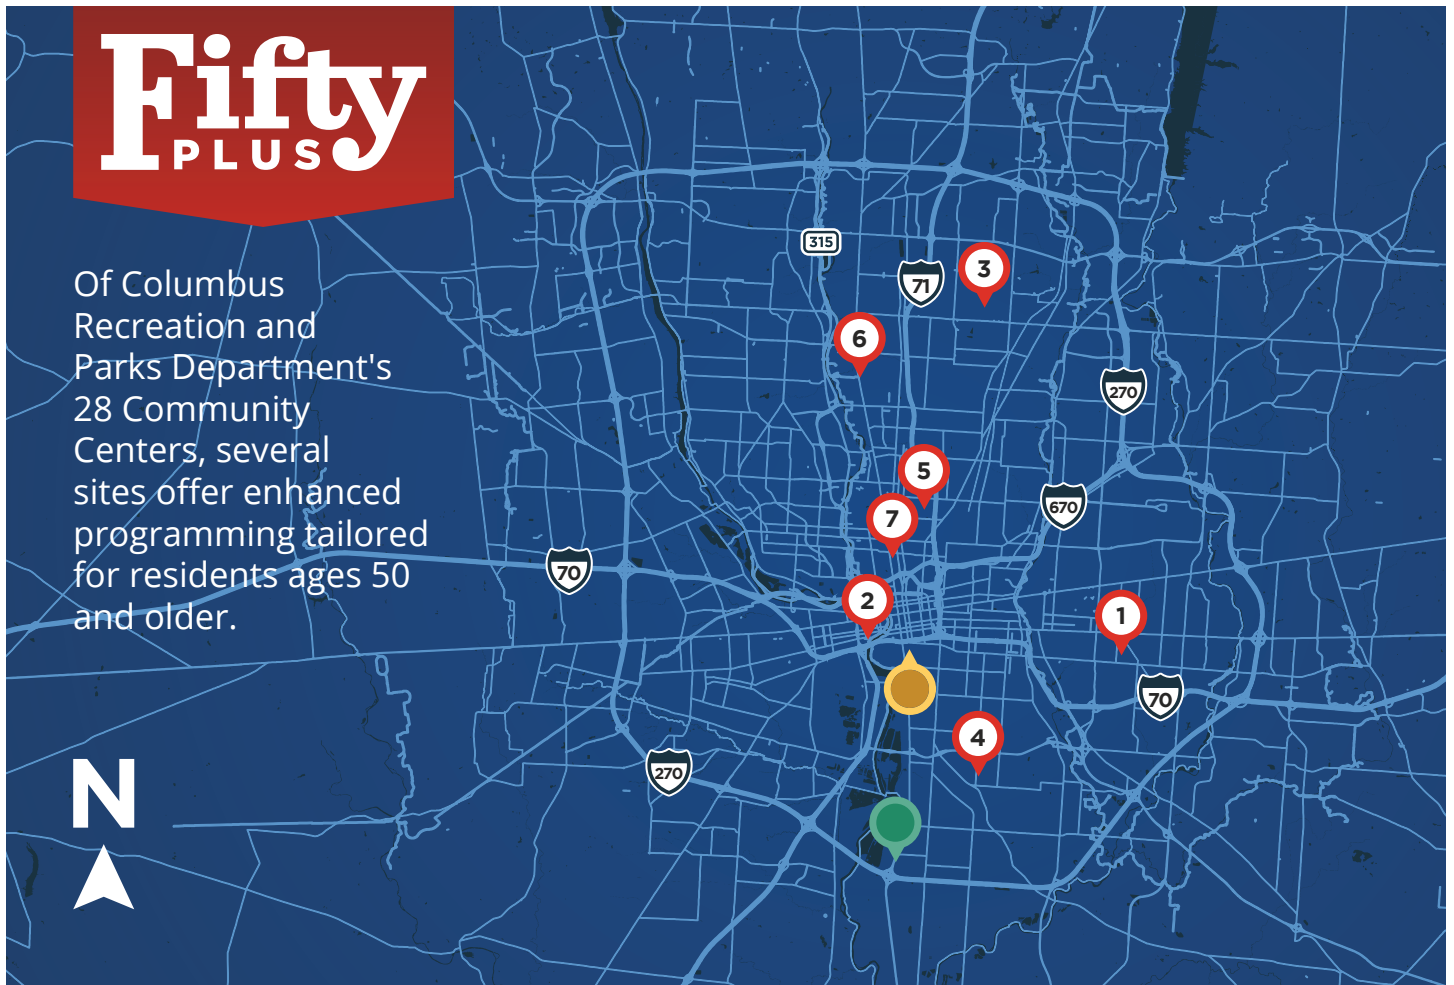 Fifty
PLUS
Of Columbus
Recreation and
Parks Department's
28 Community
Centers, several
sites offer enhanced
programming tailored
for residents ages 50
and older.
315
71
3
6
270
5
670
7
70
2
1
70
4
270
N